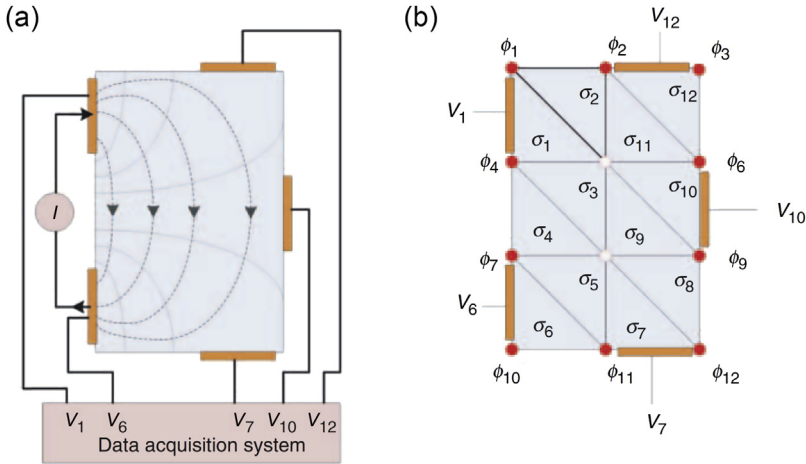 (a)
I
V1 V6 V7 V10 V12
Data acquisition system
(b)
V12
ϕ1 ϕ2 ϕ3
σ2 σ12
V1
σ1 σ11
ϕ4 ϕ6
σ3 σ10
V10
σ4 σ9
ϕ7 ϕ9
σ5 σ8
V6
σ6 σ7
ϕ10 ϕ11 ϕ12
V7